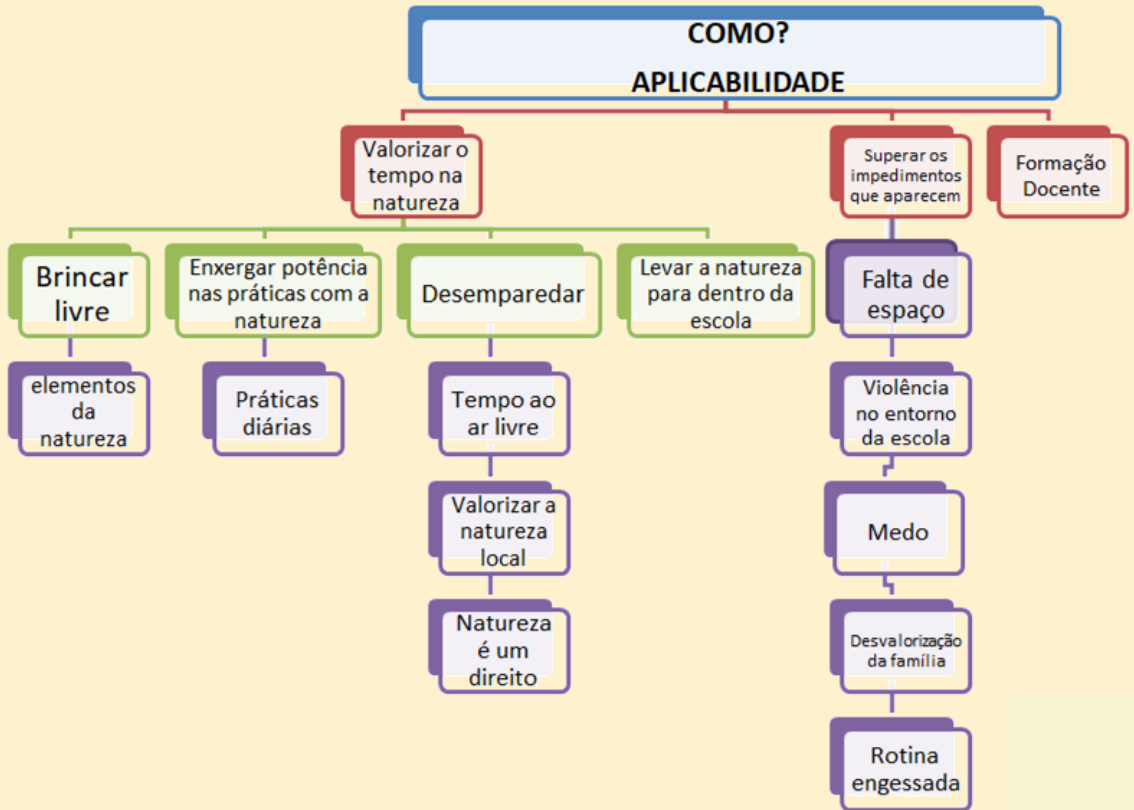 COMO?
APLICABILIDADE
Valorizar o
tempo na
natureza
Superar os
impedimentos
que aparecem
Formação
Docente
Brincar
livre
Enxergar potência
nas práticas com a
natureza
Desemparedar
Levar a natureza
para dentro da
escola
Falta de
espaço
elementos
da
natureza
Práticas
diárias
Tempo ao
ar livre
Violência
no entorno
da escola
Valorizar a
natureza
local
Medo
Natureza
é um
direito
Desvalorização
da família
Rotina
engessada